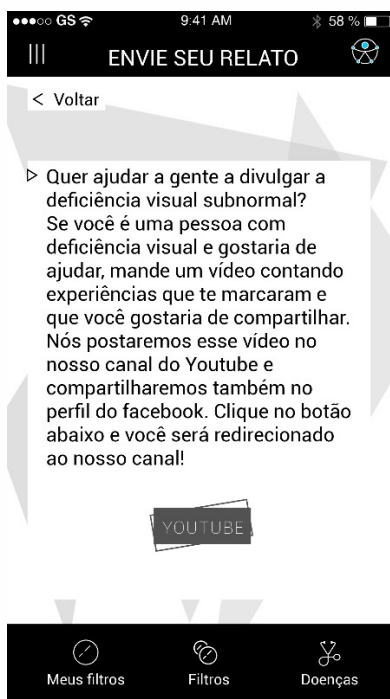 GS 9:41 AM 58 %
ENVIE SEU RELATO
< Voltar
Quer ajudar a gente a divulgar a
deficiência visual subnormal?
Se você é uma pessoa com
deficiência visual e gostaria de
ajudar, mande um vídeo contando
experiências que te marcaram e
que você gostaria de compartilhar.
Nós postaremos esse vídeo no
nosso canal do Youtube e
compartilharemos também no
perfil do facebook. Clique no botão
abaixo e você será redirecionado
ao nosso canal!
YOUTUBE
Meus filtros Filtros Doenças